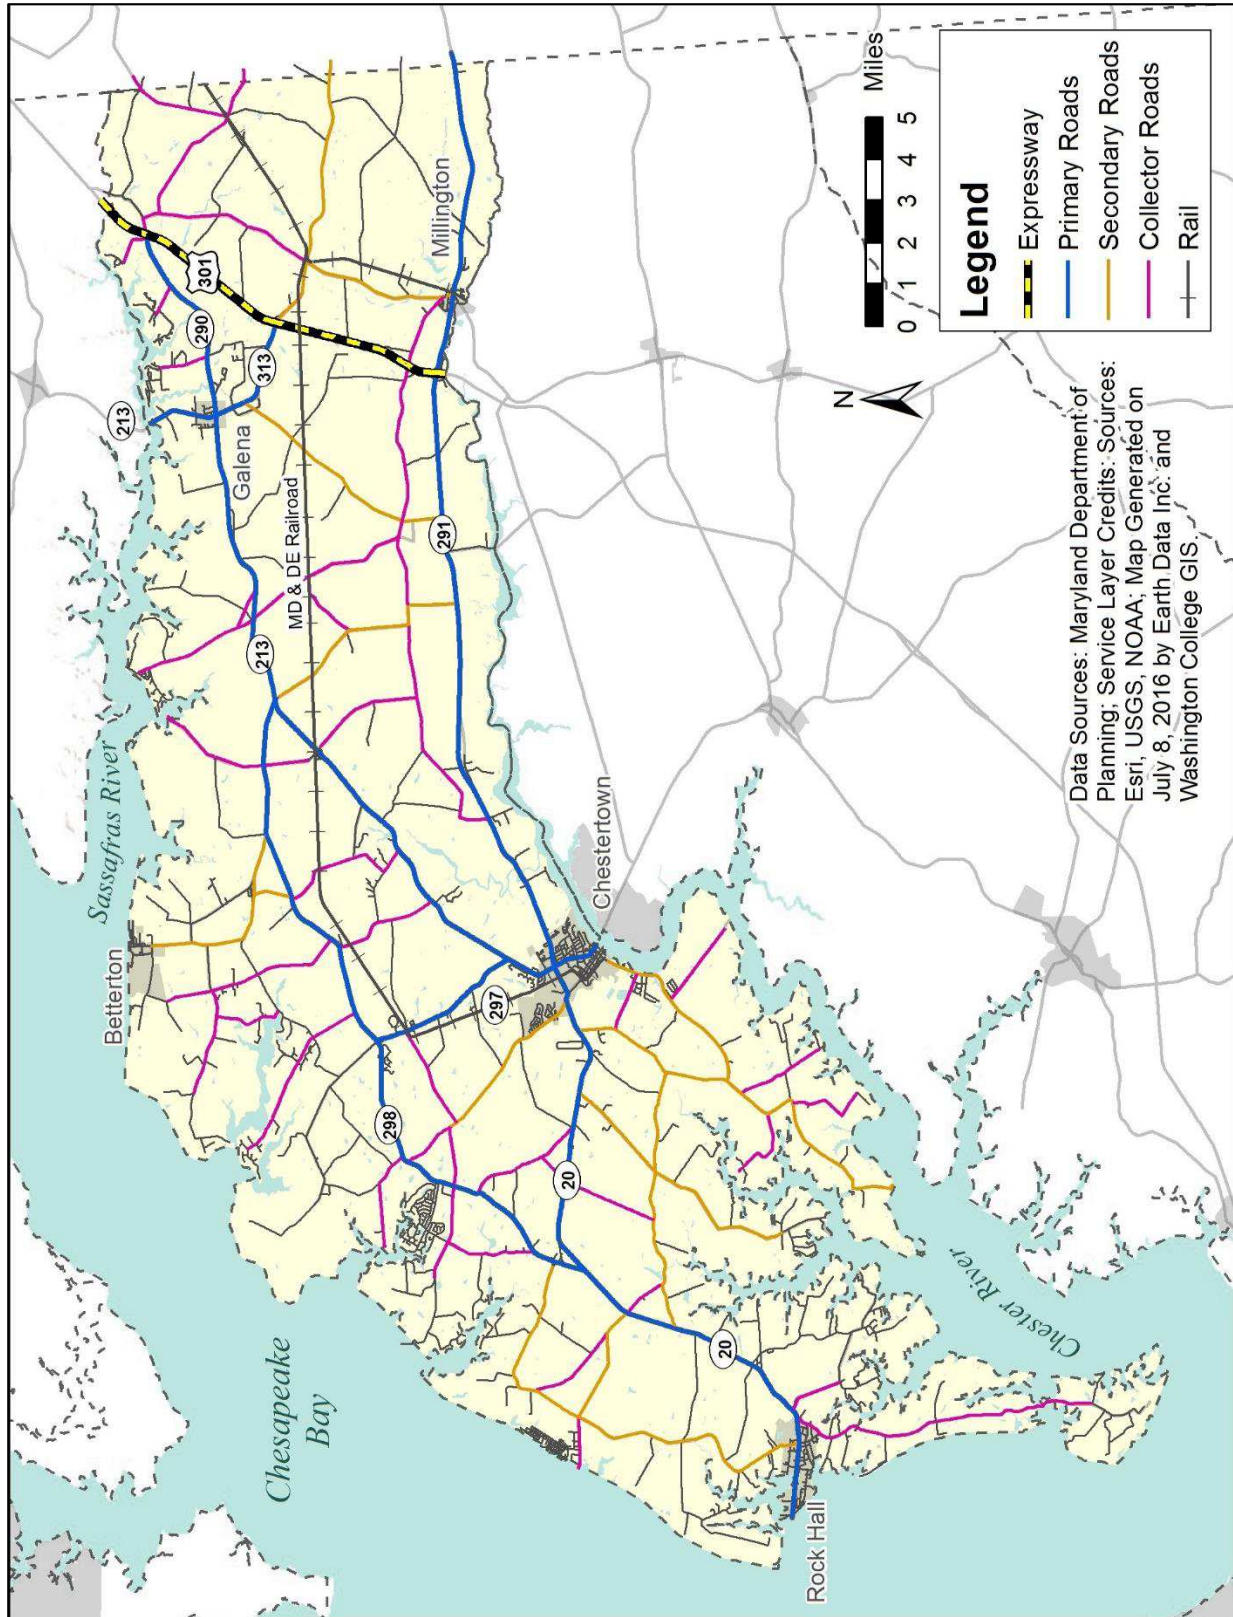 Sassafras River
Betterton
Chesapeake
Bay
213
290
301
Galena
313
213
MD & DE Railroad
Millington
291
298
297
Chestertown
20
20
Rock Hall
Chester River
N
0 1 2 3 4 5 Miles
Data Sources: Maryland Department of
Planning; Service Layer Credits: Sources:
Esri, USGS, NOAA; Map Generated on
July 8, 2016 by Earth Data Inc. and
Washington College GIS.
Legend
Expressway
Primary Roads
Secondary Roads
Collector Roads
Rail